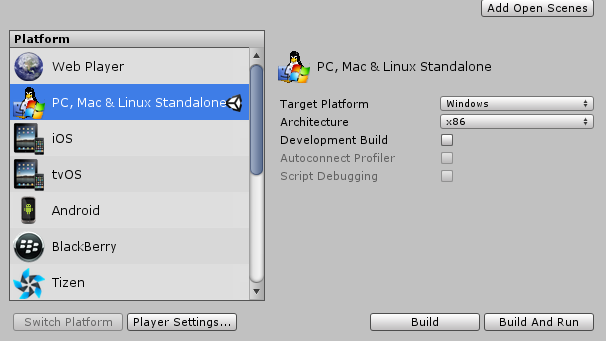 Add Open Scenes
Platform
Web Player
PC, Mac & Linux Standalone
iOS
tvOS
Android
BlackBerry
Tizen
Switch Platform
Player Settings...
PC, Mac & Linux Standalone
Target Platform Windows
Architecture x86
Development Build
Autoconnect Profiler
Script Debugging
Build
Build And Run